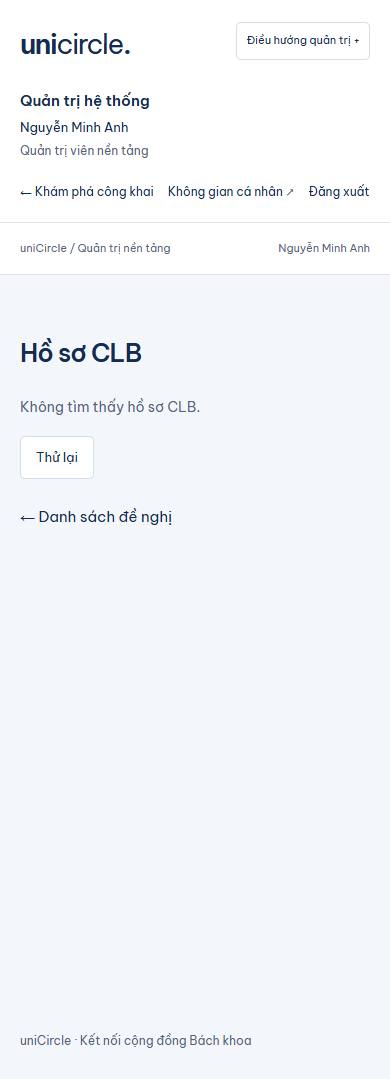 unicircle.
Điều hướng quản trị +
Quản trị hệ thống
Nguyễn Minh Anh
Quản trị viên nền tảng
← Khám phá công khai Không gian cá nhân ↗ Đăng xuất
uniCircle / Quản trị nền tảng Nguyễn Minh Anh
Hồ sơ CLB
Không tìm thấy hồ sơ CLB.
Thử lại
← Danh sách đề nghị
uniCircle · Kết nối cộng đồng Bách khoa